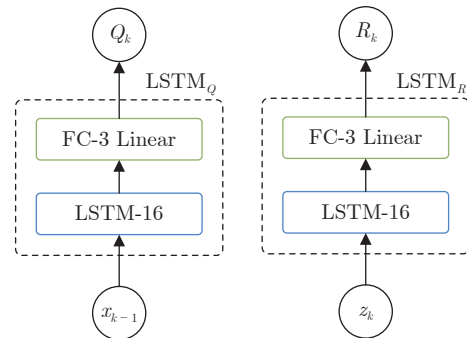 Q_k
LSTM_Q
FC-3 Linear
LSTM-16
x_{k-1}
R_k
LSTM_R
FC-3 Linear
LSTM-16
z_k